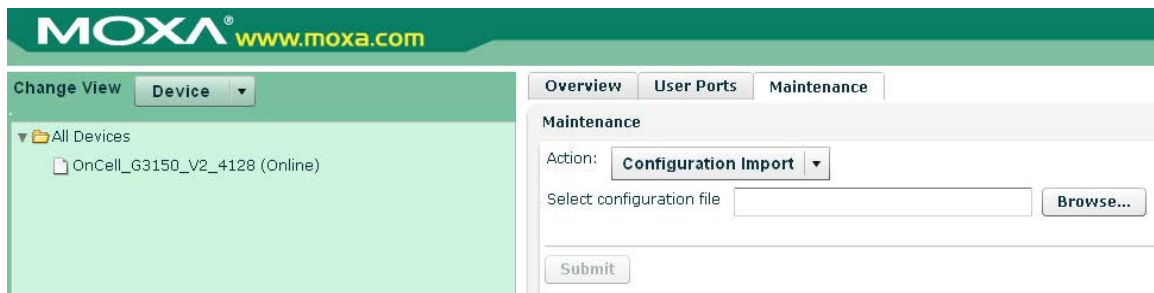 MOXA® www.moxa.com
Change View Device
All Devices
OnCell_G3150_V2_4128 (Online)
Overview User Ports Maintenance
Maintenance
Action: Configuration Import
Select configuration file Browse...
Submit